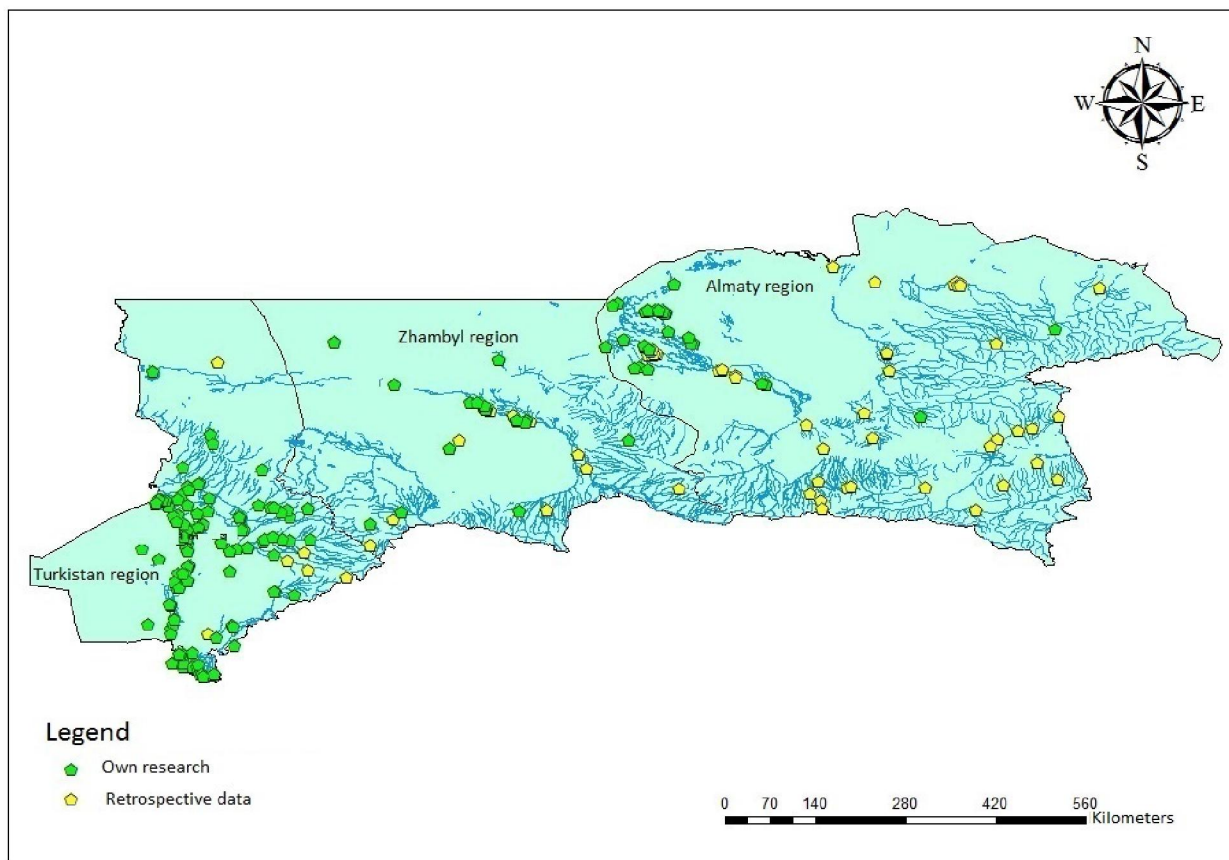 N
W E
S
Almaty region
Zhambyl region
Turkistan region
Legend
Own research
Retrospective data
0 70 140 280 420 560
Kilometers